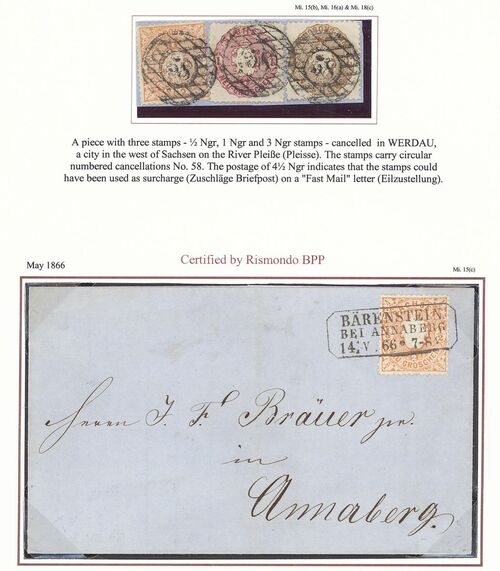 Mi. 15(b), Mi. 16(a) & Mi. 18(c)
A piece with three stamps - ½ Ngr, 1 Ngr and 3 Ngr stamps - cancelled in WERDAU,
a city in the west of Sachsen on the River Pleiße (Pleisse). The stamps carry circular
numbered cancellations No. 58. The postage of 4½ Ngr indicates that the stamps could
have been used as surcharge (Zuschläge Briefpost) on a "Fast Mail" letter (Eilzustellung).
May 1866
Certified by Rismondo BPP
Mi. 15(c)
BÄRENSTEIN
BEI ANNABERG
14. V. 66 * 7-8
Herrn J. F. Bräuer jr.
in
Annaberg.